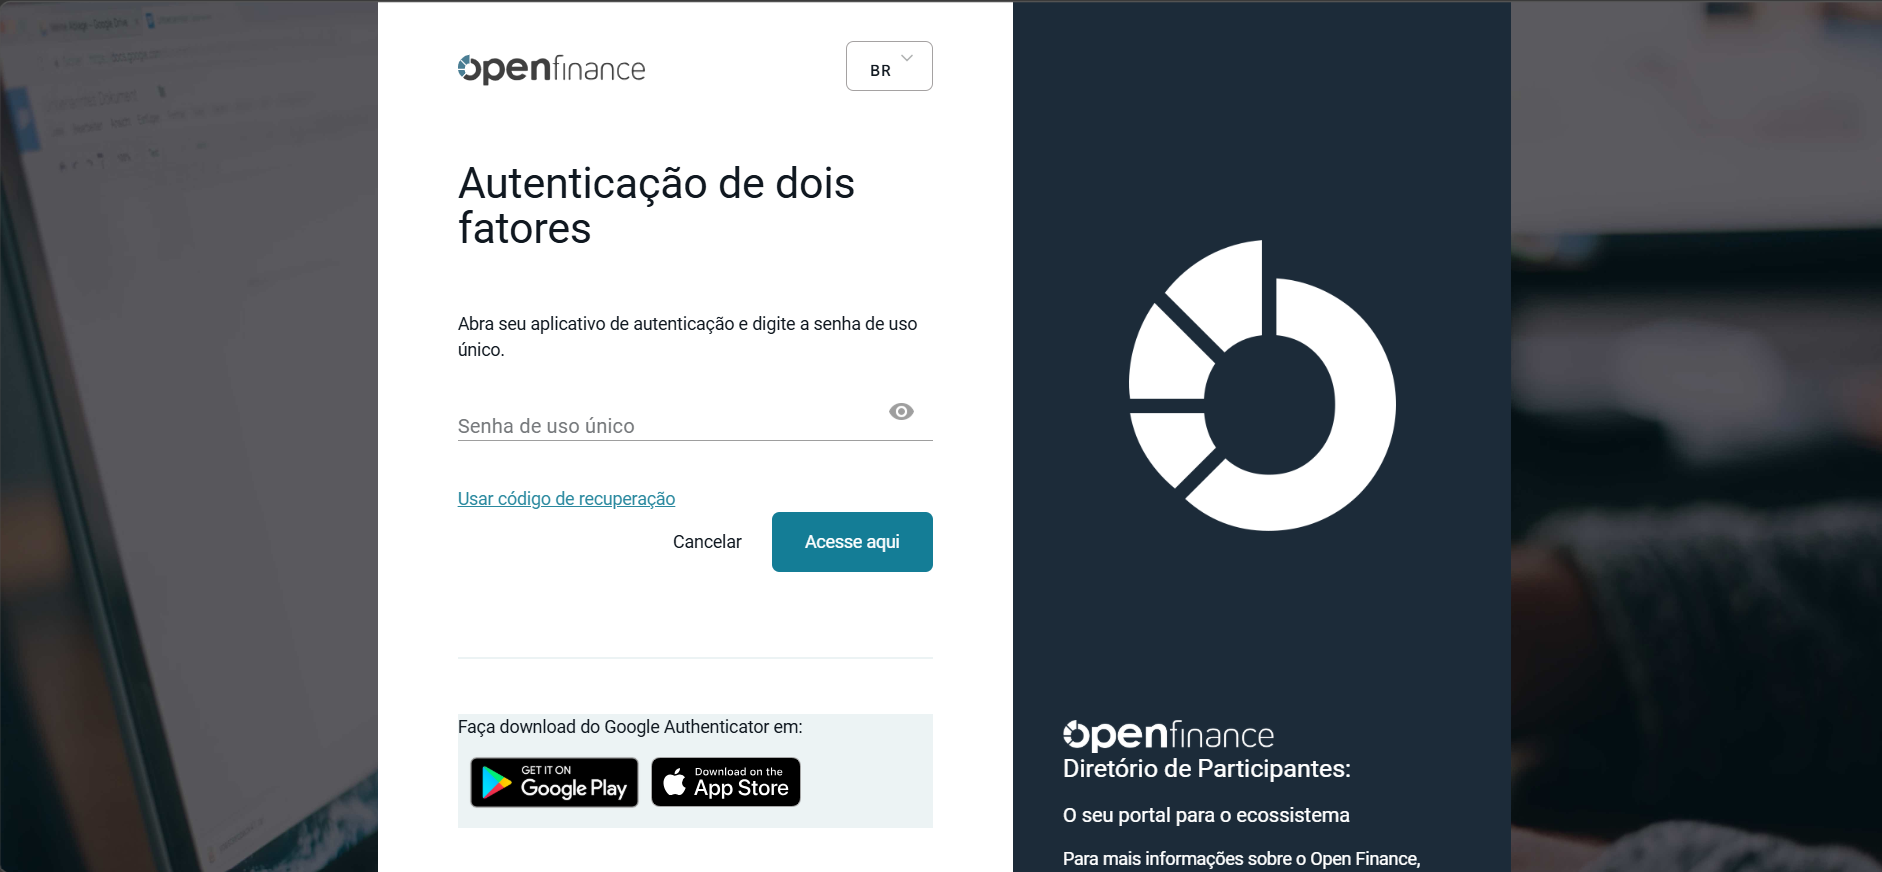 openfinance
BR
Autenticação de dois
fatores
Abra seu aplicativo de autenticação e digite a senha de uso
único.
Senha de uso único
Usar código de recuperação
Cancelar
Acesse aqui
Faça download do Google Authenticator em:
GET IT ON
Google Play
Download on the
App Store
openfinance
Diretório de Participantes:
O seu portal para o ecossistema
Para mais informações sobre o Open Finance,